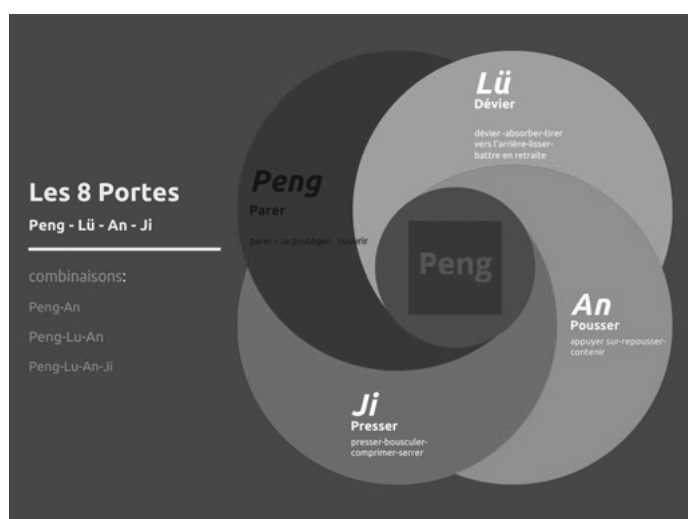 Les 8 Portes
Peng - Lü - An - Ji
combinaisons:
Peng-An
Peng-Lu-An
Peng-Lu-An-Ji
Peng
Parer
parer - se protéger- couvrir
Lü
Dévier
dévier -absorber-tirer
vers l'arrière-lisser-
battre en retraite
Peng
An
Pousser
appuyer sur-repousser-
contenir
Ji
Presser
presser-bousculer-
comprimer-serrer